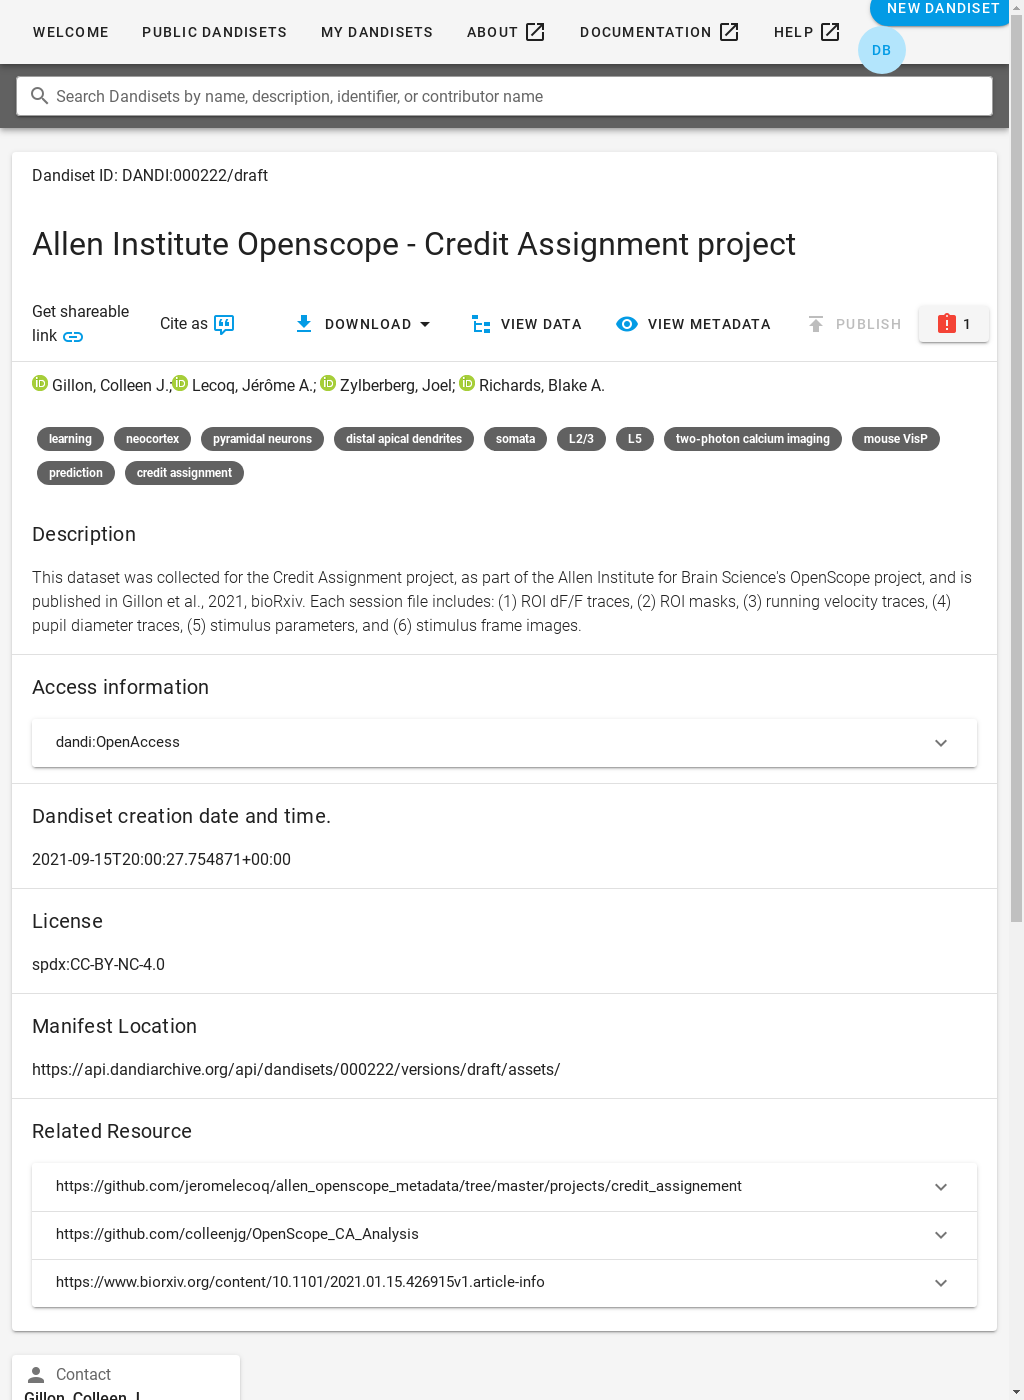 NEW DANDISET
WELCOME PUBLIC DANDISETS MY DANDISETS ABOUT DOCUMENTATION HELP
DB
Search Dandisets by name, description, identifier, or contributor name
Dandiset ID: DANDI:000222/draft
Allen Institute Openscope - Credit Assignment project
Get shareable
link
Cite as DOWNLOAD VIEW DATA VIEW METADATA PUBLISH 1
Gillon, Colleen J.; Lecoq, Jérôme A.; Zylberberg, Joel; Richards, Blake A.
learning neocortex pyramidal neurons distal apical dendrites somata L2/3 L5 two-photon calcium imaging mouse VisP
prediction credit assignment
Description
This dataset was collected for the Credit Assignment project, as part of the Allen Institute for Brain Science's OpenScope project, and is
published in Gillon et al., 2021, bioRxiv. Each session file includes: (1) ROI dF/F traces, (2) ROI masks, (3) running velocity traces, (4)
pupil diameter traces, (5) stimulus parameters, and (6) stimulus frame images.
Access information
dandi:OpenAccess
Dandiset creation date and time.
2021-09-15T20:00:27.754871+00:00
License
spdx:CC-BY-NC-4.0
Manifest Location
https://api.dandiarchive.org/api/dandisets/000222/versions/draft/assets/
Related Resource
https://github.com/jeromelecoq/allen_openscope_metadata/tree/master/projects/credit_assignement
https://github.com/colleenjg/OpenScope_CA_Analysis
https://www.biorxiv.org/content/10.1101/2021.01.15.426915v1.article-info
Contact
Gillon, Colleen J.